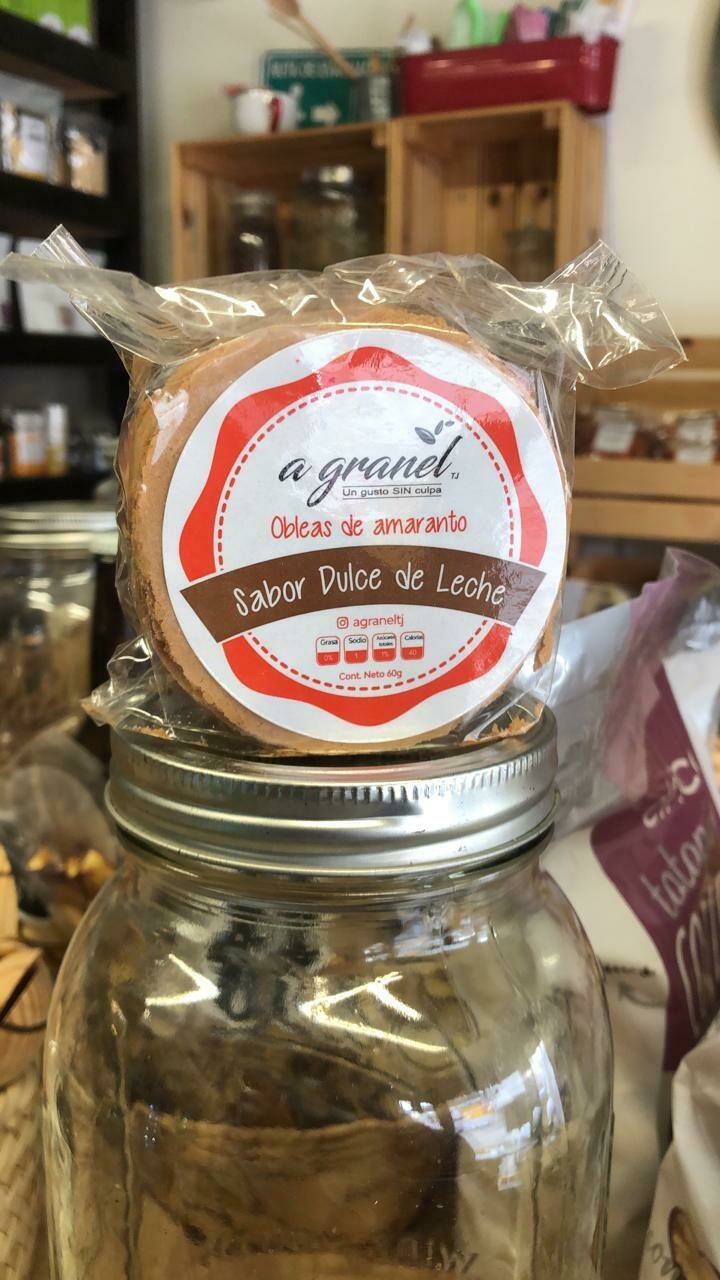 a granel TJ
Un gusto SIN culpa
Obleas de amaranto
Sabor Dulce de Leche
agraneltj
Grasa Sodio Azúcares totales Calorías
0% 1 1% 40
Cont. Neto 60g